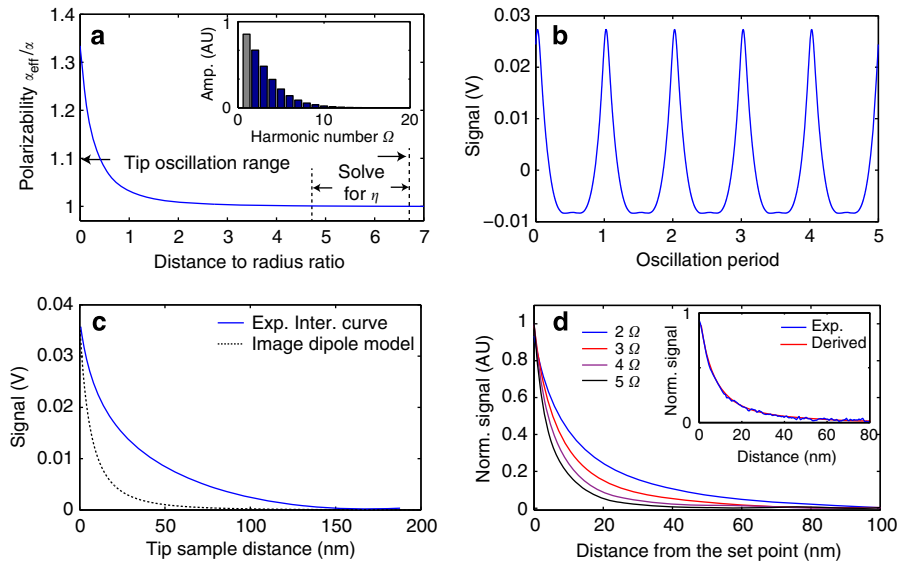 a
Polarizability α_eff/α
1.4
1.3
1.2
1.1
1
0 1 2 3 4 5 6 7
Distance to radius ratio
Tip oscillation range
Solve
for η
Amp. (AU)
1
0
0 10 20
Harmonic number Ω
b
Signal (V)
0.03
0.02
0.01
0
−0.01
0 1 2 3 4 5
Oscillation period
c
Signal (V)
0.04
0.03
0.02
0.01
0
0 50 100 150 200
Tip sample distance (nm)
Exp. Inter. curve
Image dipole model
d
Norm. signal (AU)
1
0.8
0.6
0.4
0.2
0
0 20 40 60 80 100
Distance from the set point (nm)
2 Ω
3 Ω
4 Ω
5 Ω
Norm. signal
1
0
0 20 40 60 80
Distance (nm)
Exp.
Derived